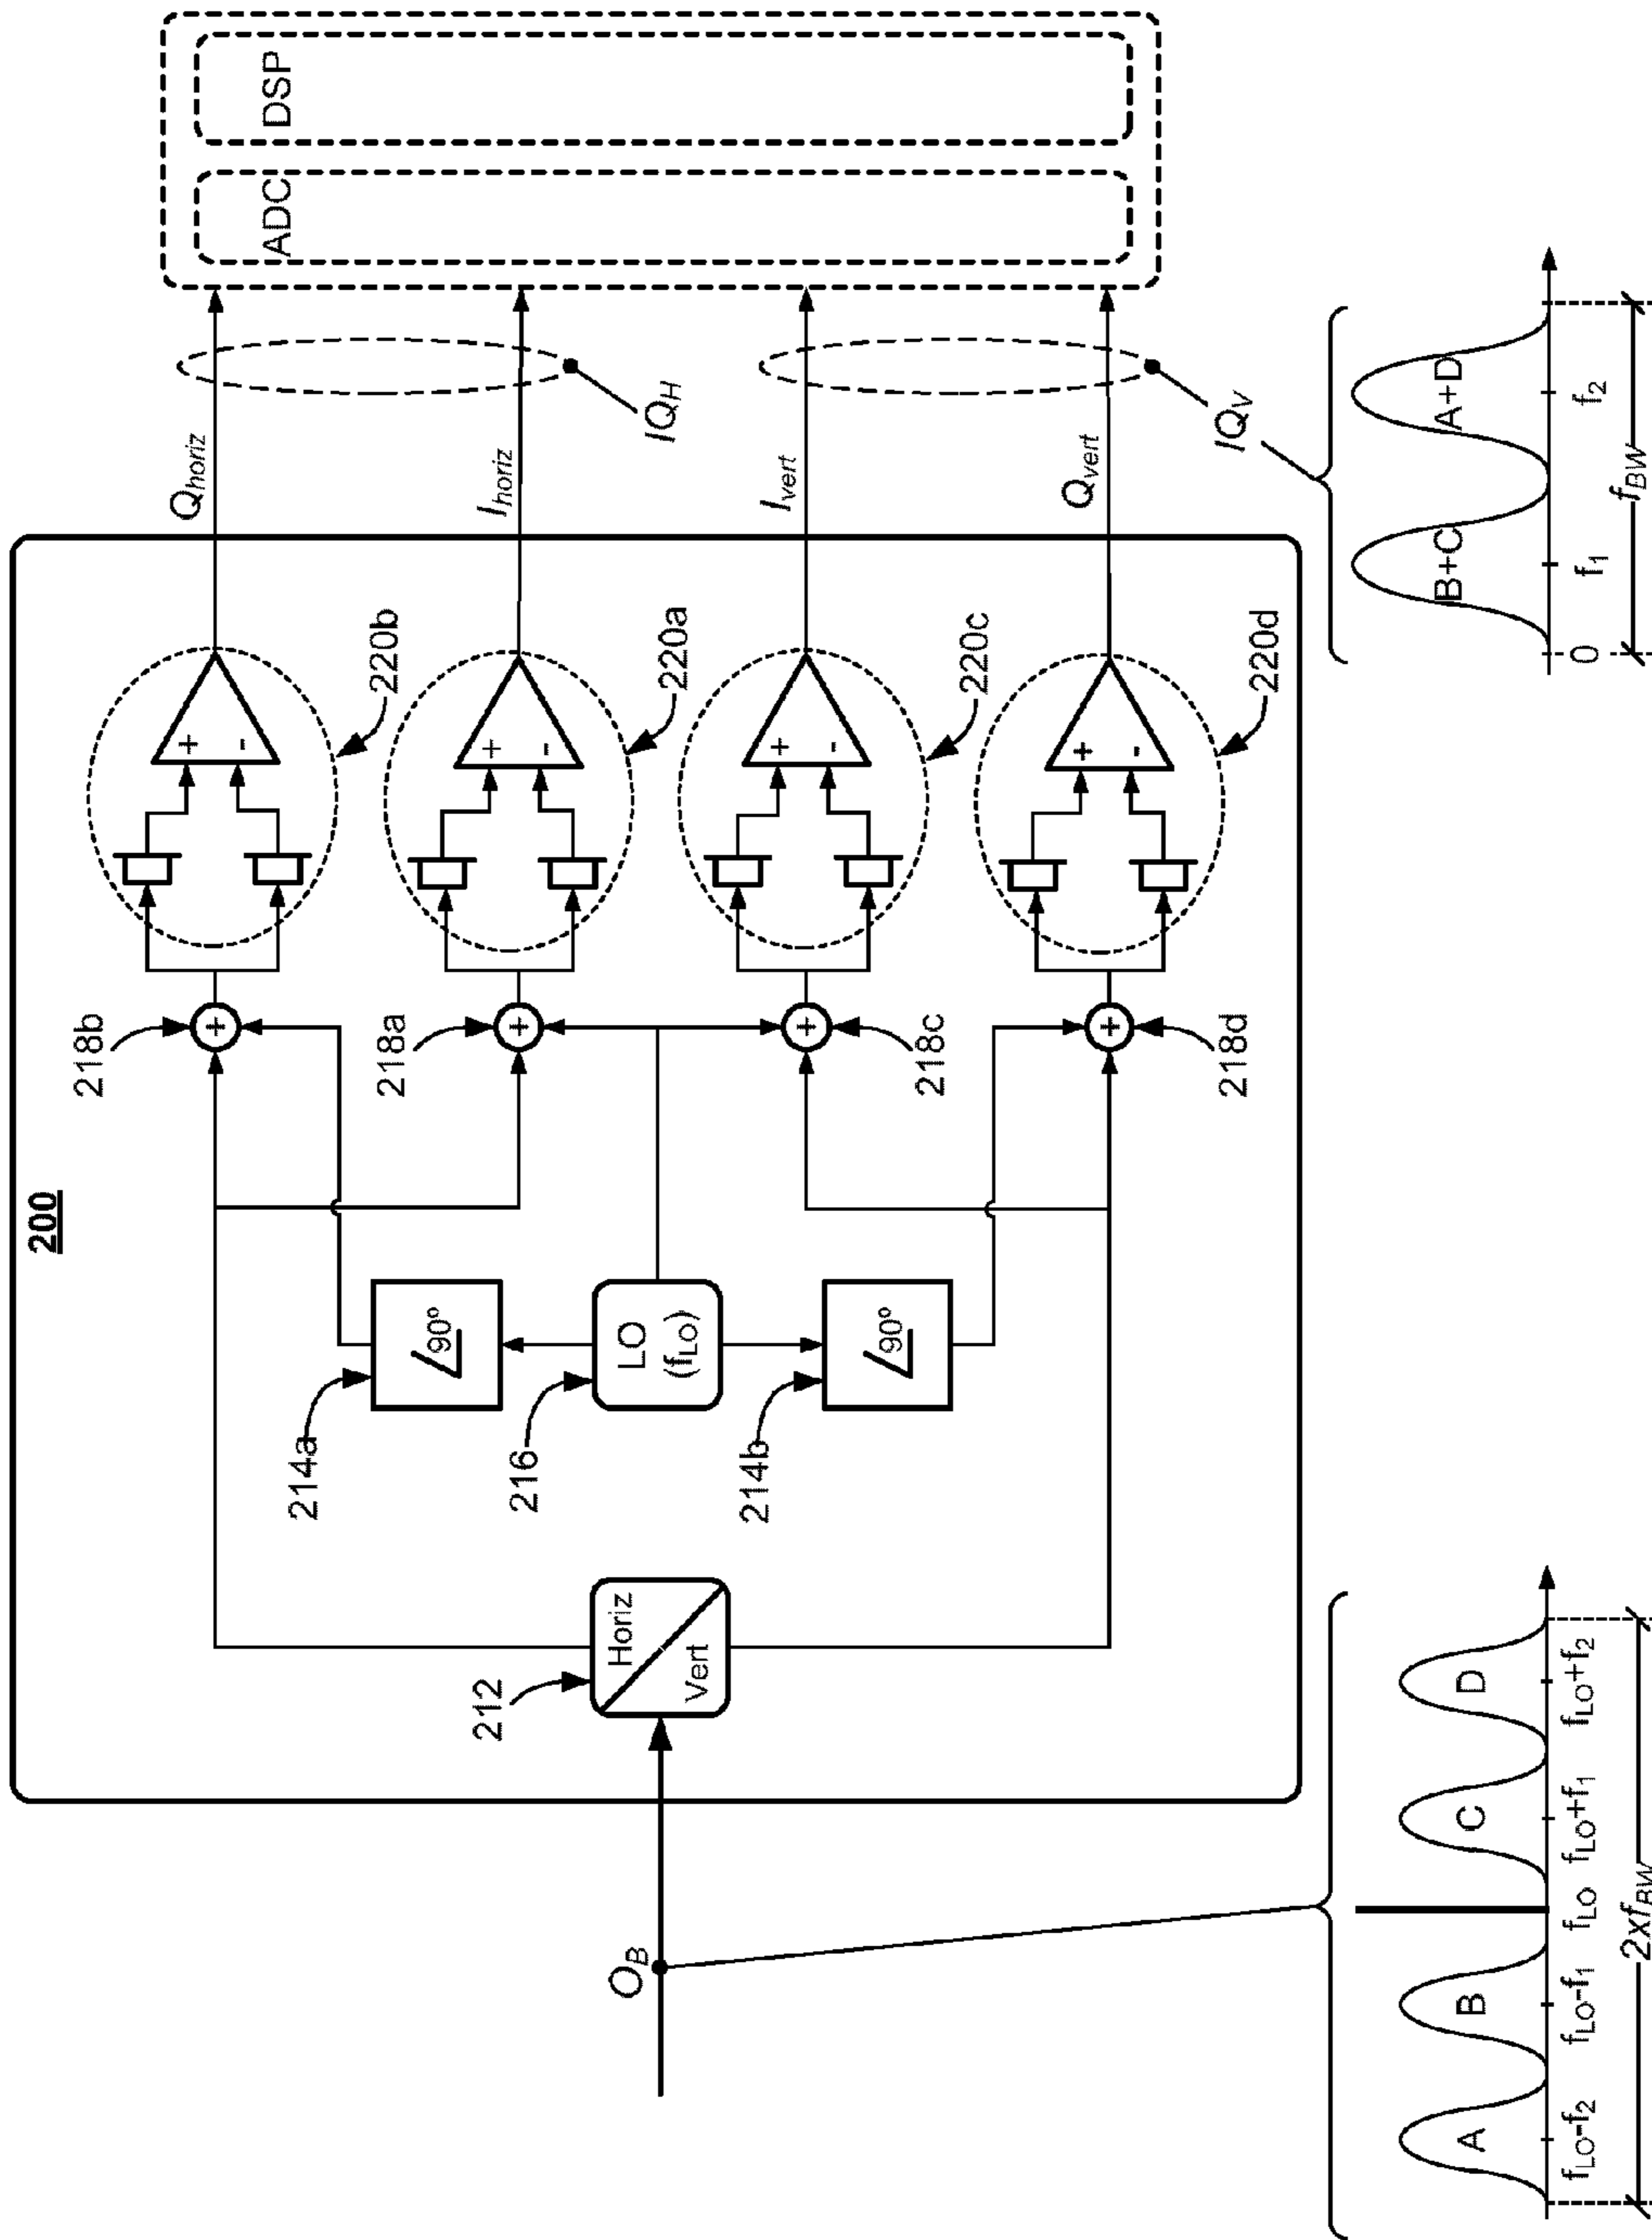 200
O_B
212
Horiz
Vert
214a
∠90º
216
LO
(f_LO)
214b
∠90º
218b
+
218a
+
218c
+
218d
+
+
-
220b
+
-
220a
+
-
220c
+
-
220d
Q_horiz
I_horiz
I_vert
Q_vert
IQ_H
IQ_V
ADC
DSP
A
B
C
D
f_LO-f_2
f_LO-f_1
f_LO
f_LO+f_1
f_LO+f_2
2xf_BW
B+C
A+D
0
f_1
f_2
f_BW